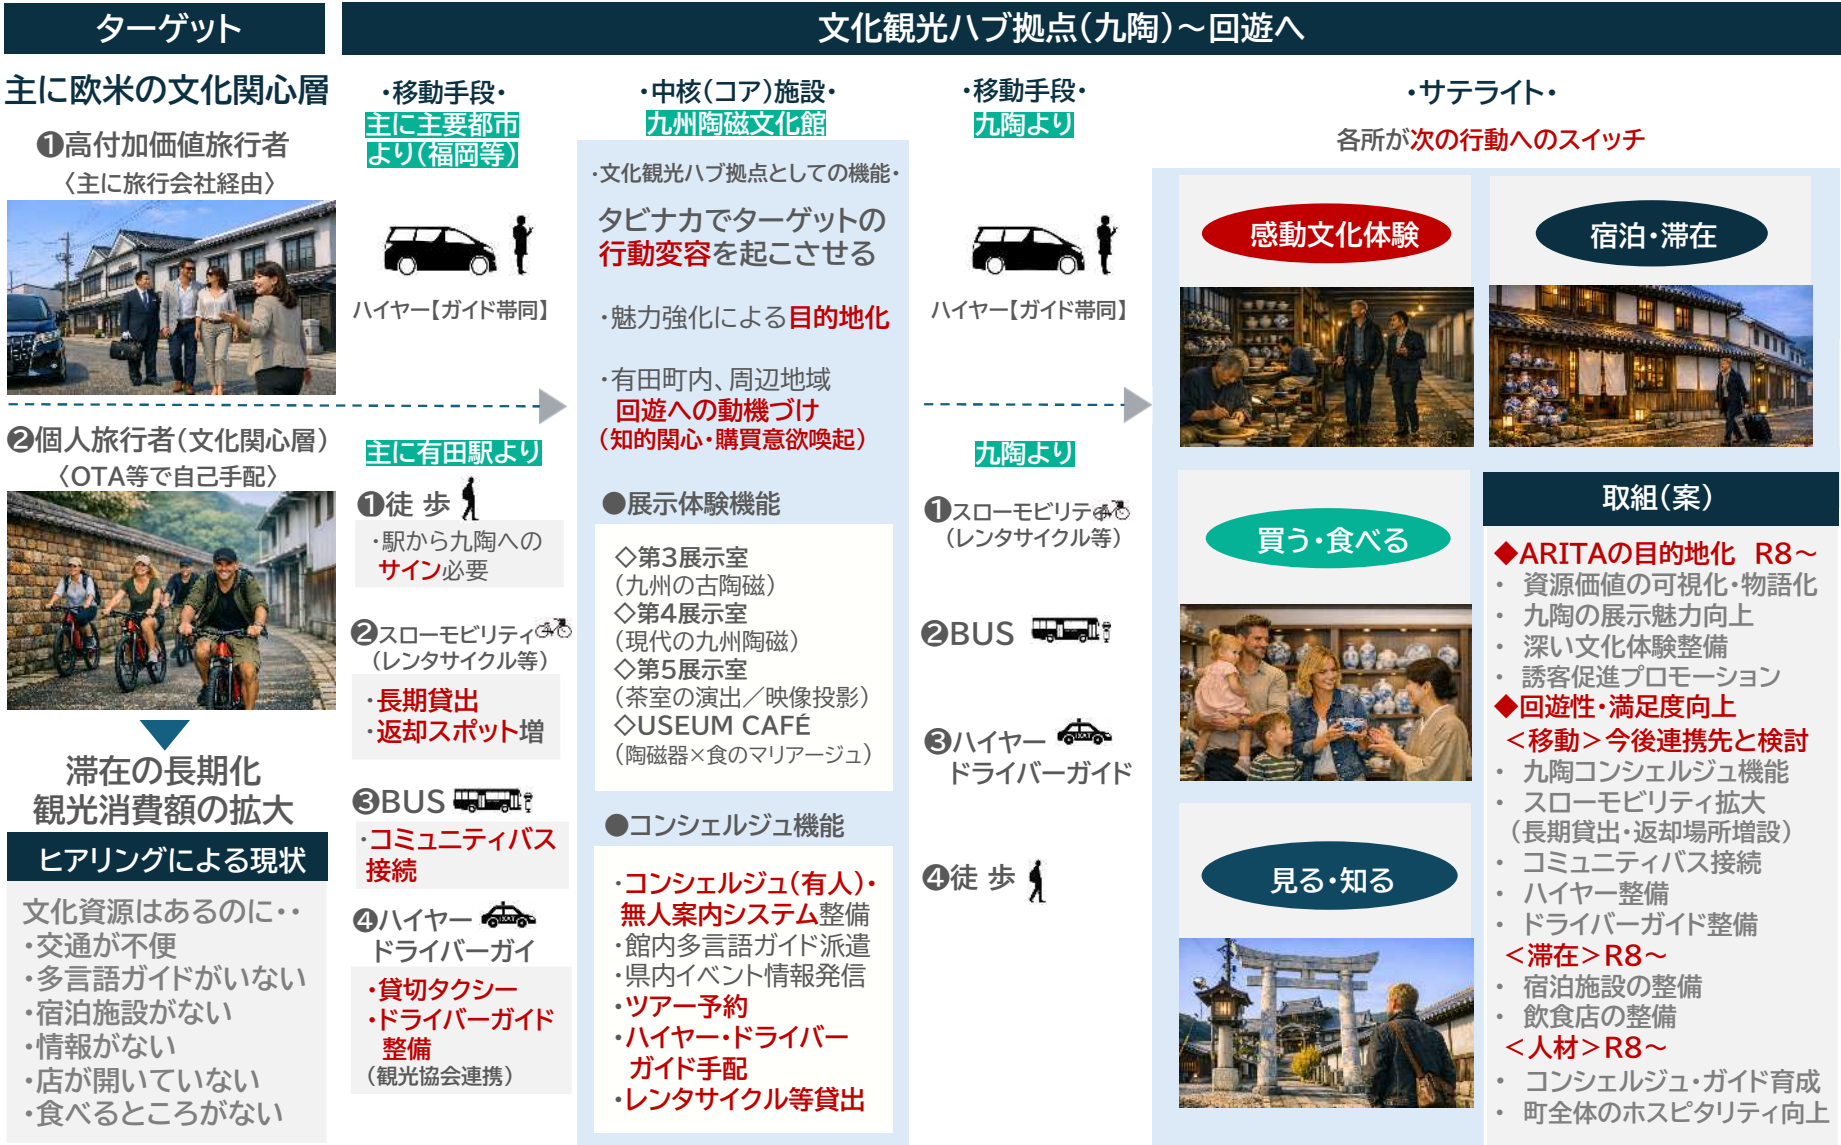 ターゲット
主に欧米の文化関心層
❶高付加価値旅行者
〈主に旅行会社経由〉
❷個人旅行者(文化関心層)
〈OTA等で自己手配〉
滞在の長期化
観光消費額の拡大
ヒアリングによる現状
文化資源はあるのに・・
・交通が不便
・多言語ガイドがいない
・宿泊施設がない
・情報がない
・店が開いていない
・食べるところがない
文化観光ハブ拠点(九陶)～回遊へ
・移動手段・
主に主要都市
より(福岡等)
ハイヤー【ガイド帯同】
主に有田駅より
❶徒 歩
・駅から九陶への
サイン必要
❷スローモビリティ
(レンタサイクル等)
・長期貸出
・返却スポット増
❸BUS
・コミュニティバス
接続
❹ハイヤー
TAXI
ドライバーガイ
・貸切タクシー
・ドライバーガイド
整備
(観光協会連携)
・中核(コア)施設・
九州陶磁文化館
・文化観光ハブ拠点としての機能・
タビナカでターゲットの
行動変容を起こさせる
・魅力強化による目的地化
・有田町内、周辺地域
回遊への動機づけ
(知的関心・購買意欲喚起)
●展示体験機能
◇第3展示室
(九州の古陶磁)
◇第4展示室
(現代の九州陶磁)
◇第5展示室
(茶室の演出／映像投影)
◇USEUM CAFÉ
(陶磁器×食のマリアージュ)
●コンシェルジュ機能
・コンシェルジュ(有人)・
無人案内システム整備
・館内多言語ガイド派遣
・県内イベント情報発信
・ツアー予約
・ハイヤー・ドライバー
ガイド手配
・レンタサイクル等貸出
・移動手段・
九陶より
ハイヤー【ガイド帯同】
九陶より
❶スローモビリテ
(レンタサイクル等)
❷BUS
❸ハイヤー
TAXI
ドライバーガイド
❹徒 歩
・サテライト・
各所が次の行動へのスイッチ
感動文化体験
宿泊・滞在
買う・食べる
見る・知る
取組(案)
◆ARITAの目的地化 R8～
・ 資源価値の可視化・物語化
・ 九陶の展示魅力向上
・ 深い文化体験整備
・ 誘客促進プロモーション
◆回遊性・満足度向上
＜移動＞今後連携先と検討
・ 九陶コンシェルジュ機能
・ スローモビリティ拡大
(長期貸出・返却場所増設)
・ コミュニティバス接続
・ ハイヤー整備
・ ドライバーガイド整備
＜滞在＞R8～
・ 宿泊施設の整備
・ 飲食店の整備
＜人材＞R8～
・ コンシェルジュ・ガイド育成
・ 町全体のホスピタリティ向上